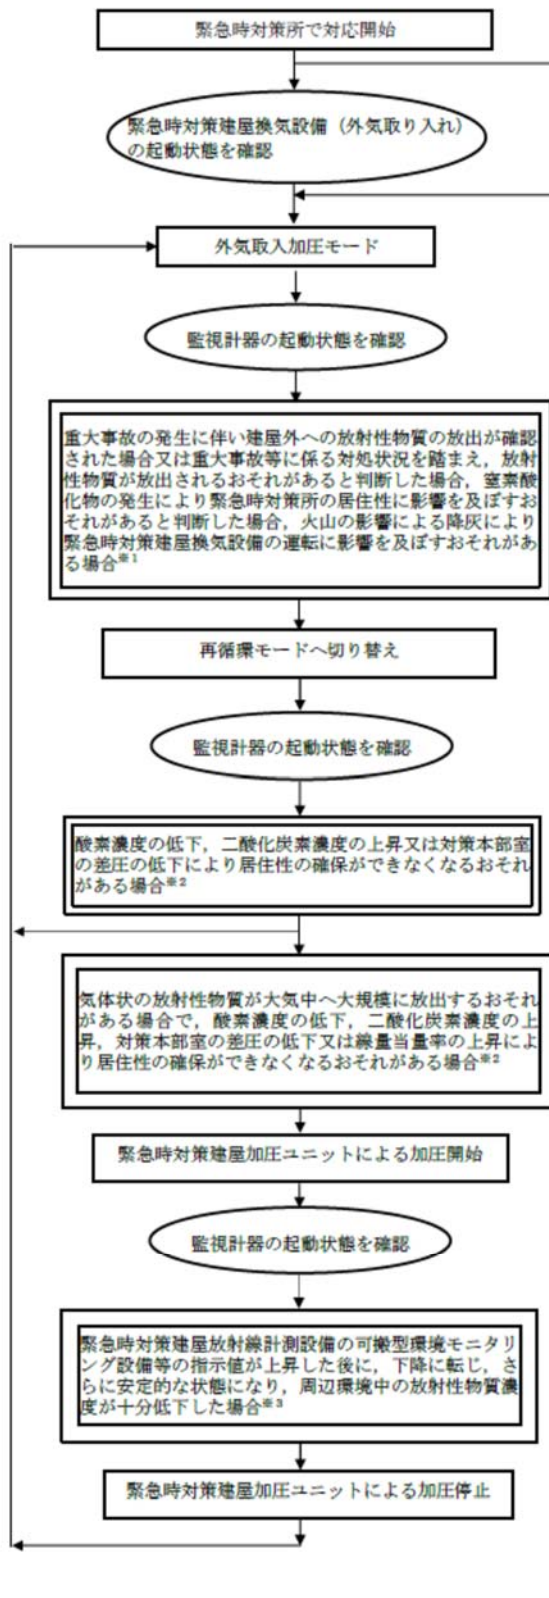 緊急時対策所で対応開始
緊急時対策建屋換気設備（外気取り入れ）
の起動状態を確認
外気取入加圧モード
監視計器の起動状態を確認
重大事故の発生に伴い建屋外への放射性物質の放出が確認
された場合又は重大事故等に係る対処状況を踏まえ，放射
性物質が放出されるおそれがあると判断した場合，窒素酸
化物の発生により緊急時対策所の居住性に影響を及ぼすお
それがあると判断した場合，火山の影響による降灰により
緊急時対策建屋換気設備の運転に影響を及ぼすおそれがあ
る場合※1
再循環モードへ切り替え
監視計器の起動状態を確認
酸素濃度の低下，二酸化炭素濃度の上昇又は対策本部室
の差圧の低下により居住性の確保ができなくなるおそれ
がある場合※2
気体状の放射性物質が大気中へ大規模に放出するおそれ
がある場合で，酸素濃度の低下，二酸化炭素濃度の上
昇，対策本部室の差圧の低下又は線量当量率の上昇によ
り居住性の確保ができなくなるおそれがある場合※2
緊急時対策建屋加圧ユニットによる加圧開始
監視計器の起動状態を確認
緊急時対策建屋放射線計測設備の可搬型環境モニタリ
ング設備等の指示値が上昇した後に，下降に転じ，さ
らに安定的な状態になり，周辺環境中の放射性物質濃
度が十分低下した場合※3
緊急時対策建屋加圧ユニットによる加圧停止